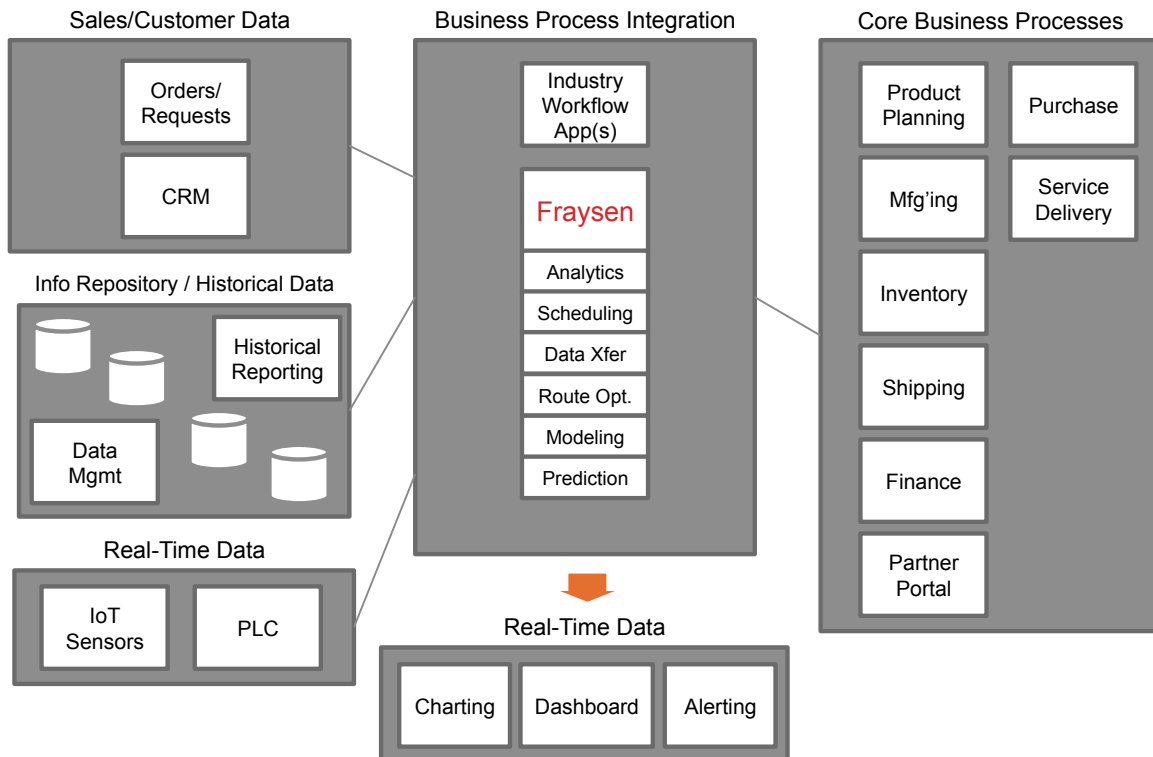 Sales/Customer Data
Orders/
Requests
CRM
Info Repository / Historical Data
Historical
Reporting
Data
Mgmt
Real-Time Data
IoT
Sensors
PLC
Business Process Integration
Industry
Workflow
App(s)
Fraysen
Analytics
Scheduling
Data Xfer
Route Opt.
Modeling
Prediction
Real-Time Data
Charting
Dashboard
Alerting
Core Business Processes
Product
Planning
Purchase
Mfg’ing
Service
Delivery
Inventory
Shipping
Finance
Partner
Portal